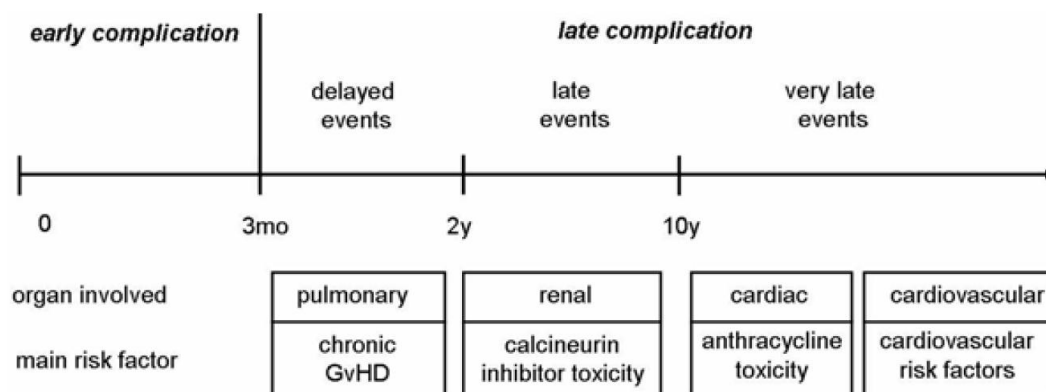 early complication
late complication
delayed
events
late
events
very late
events
0
3mo
2y
10y
organ involved
pulmonary
renal
cardiac
cardiovascular
main risk factor
chronic
GvHD
calcineurin
inhibitor toxicity
anthracycline
toxicity
cardiovascular
risk factors